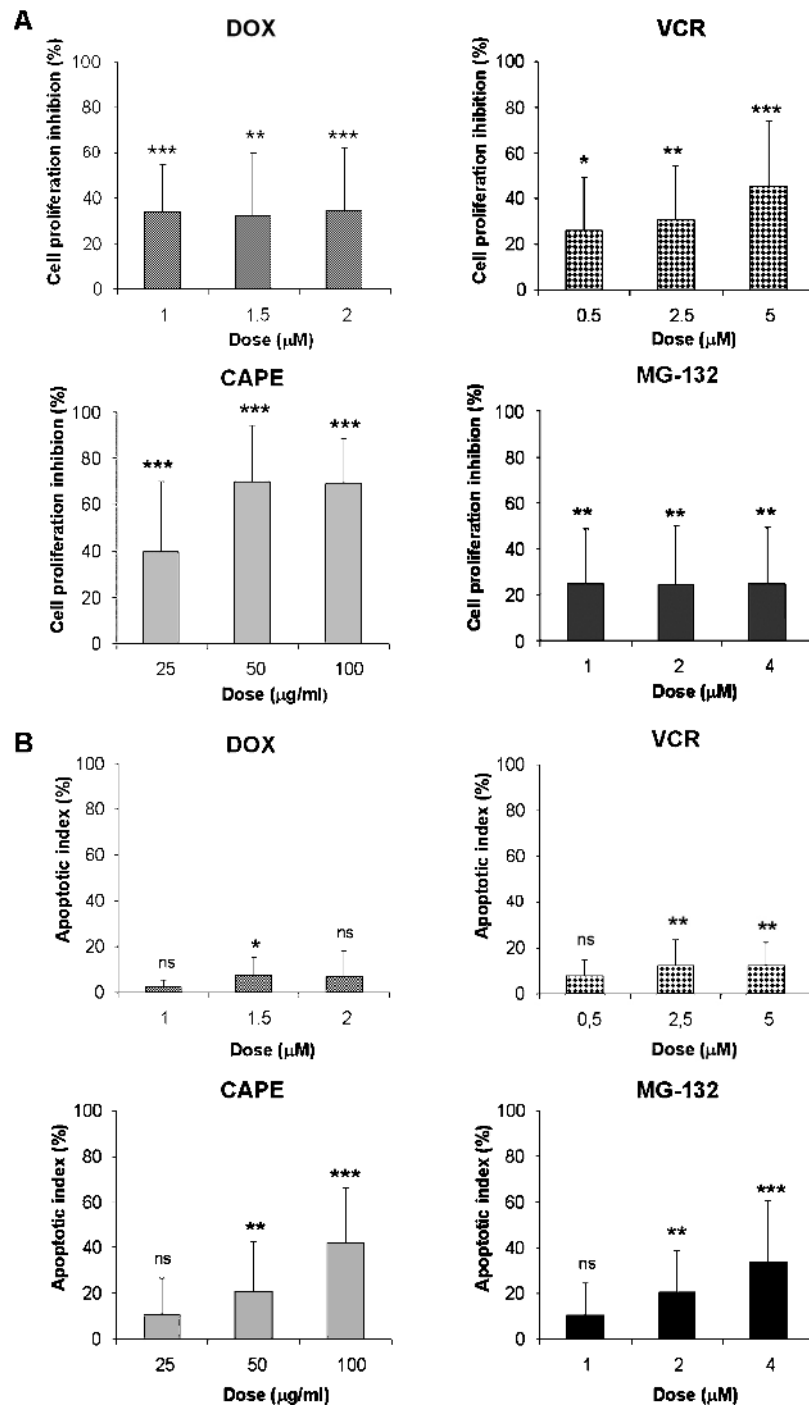 A
DOX
Cell proliferation inhibion (%)
100
80
60
40
20
0
***
**
***
1
1.5
2
Dose (μM)
VCR
Cell proliferation ihibition (%)
100
80
60
40
20
0
*
**
***
0.5
2.5
5
Dose (μM)
CAPE
Cell proliferation inhibion (%)
100
80
60
40
20
0
***
***
***
25
50
100
Dose (μg/ml)
MG-132
Cell proliferation inhibion (%)
100
80
60
40
20
0
**
**
**
1
2
4
Dose (μM)
B
DOX
Apoptotic index (%)
100
80
60
40
20
0
ns
*
ns
1
1.5
2
Dose (μM)
VCR
Apoptotic index (%)
100
80
60
40
20
0
ns
**
**
0,5
2,5
5
Dose (μM)
CAPE
Apoptotic index (%)
100
80
60
40
20
0
ns
**
***
25
50
100
Dose (μg/ml)
MG-132
Apoptotic index (%)
100
80
60
40
20
0
ns
**
***
1
2
4
Dose (μM)